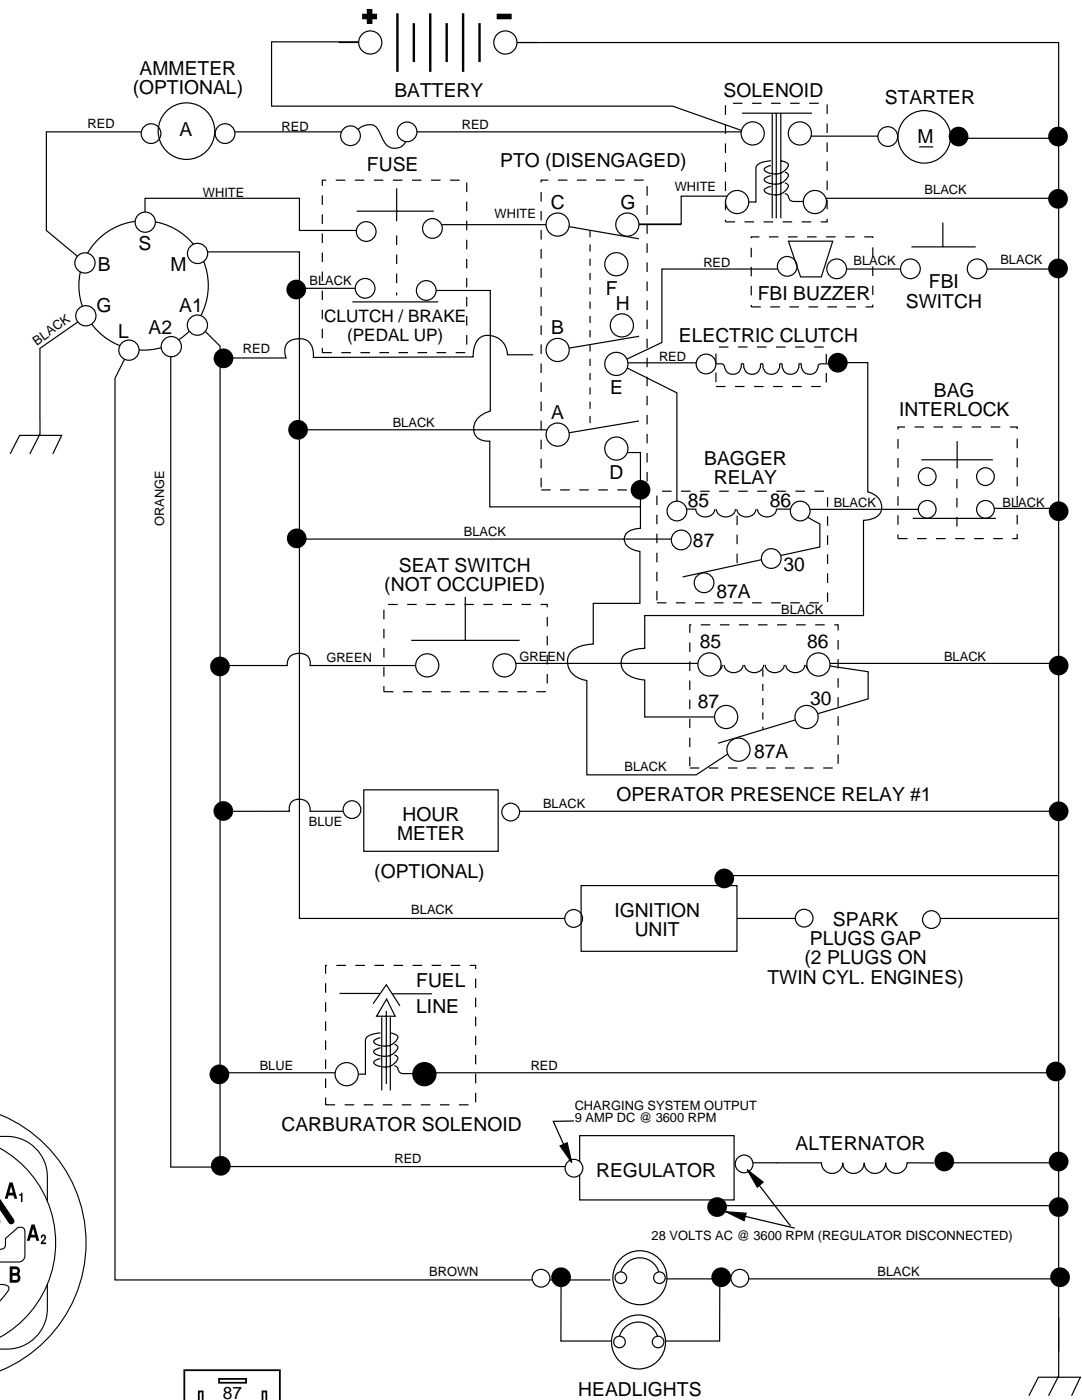 + -
AMMETER
(OPTIONAL)
BATTERY
SOLENOID
STARTER
RED
A
RED
RED
M
FUSE
PTO (DISENGAGED)
WHITE
WHITE
C
G
WHITE
BLACK
S
B
M
BLACK
F
H
RED
BLACK
BLACK
FBI BUZZER
FBI
SWITCH
G
L
A2
A1
BLACK
CLUTCH / BRAKE
(PEDAL UP)
B
RED
RED
ELECTRIC CLUTCH
E
BAG
INTERLOCK
A
BLACK
D
BAGGER
RELAY
ORANGE
85
86
BLACK
BLACK
BLACK
87
30
87A
SEAT SWITCH
(NOT OCCUPIED)
BLACK
GREEN
GREEN
85
86
BLACK
87
30
87A
BLACK
OPERATOR PRESENCE RELAY #1
BLUE
HOUR
METER
BLACK
(OPTIONAL)
BLACK
IGNITION
UNIT
SPARK
PLUGS GAP
(2 PLUGS ON
TWIN CYL. ENGINES)
FUEL
LINE
BLUE
RED
CARBURATOR SOLENOID
CHARGING SYSTEM OUTPUT
9 AMP DC @ 3600 RPM
RED
REGULATOR
ALTERNATOR
28 VOLTS AC @ 3600 RPM (REGULATOR DISCONNECTED)
A1
A2
B
BROWN
BLACK
HEADLIGHTS
87